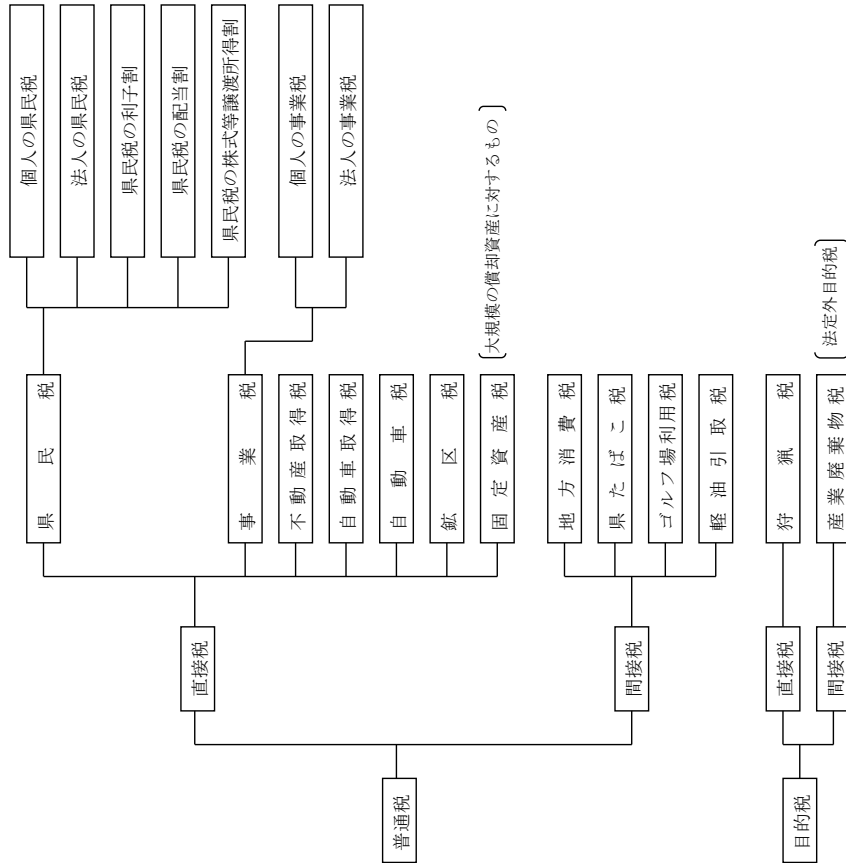 普通税
直接税
県民税
個人の県民税
法人の県民税
県民税の利子割
県民税の配当割
県民税の株式等譲渡所得割
事業税
個人の事業税
法人の事業税
不動産取得税
自動車取得税
自動車税
鉱区税
固定資産税
〔大規模の償却資産に対するもの〕
間接税
地方消費税
県たばこ税
ゴルフ場利用税
軽油引取税
目的税
直接税
狩猟税
間接税
産業廃棄物税
〔法定外目的税〕